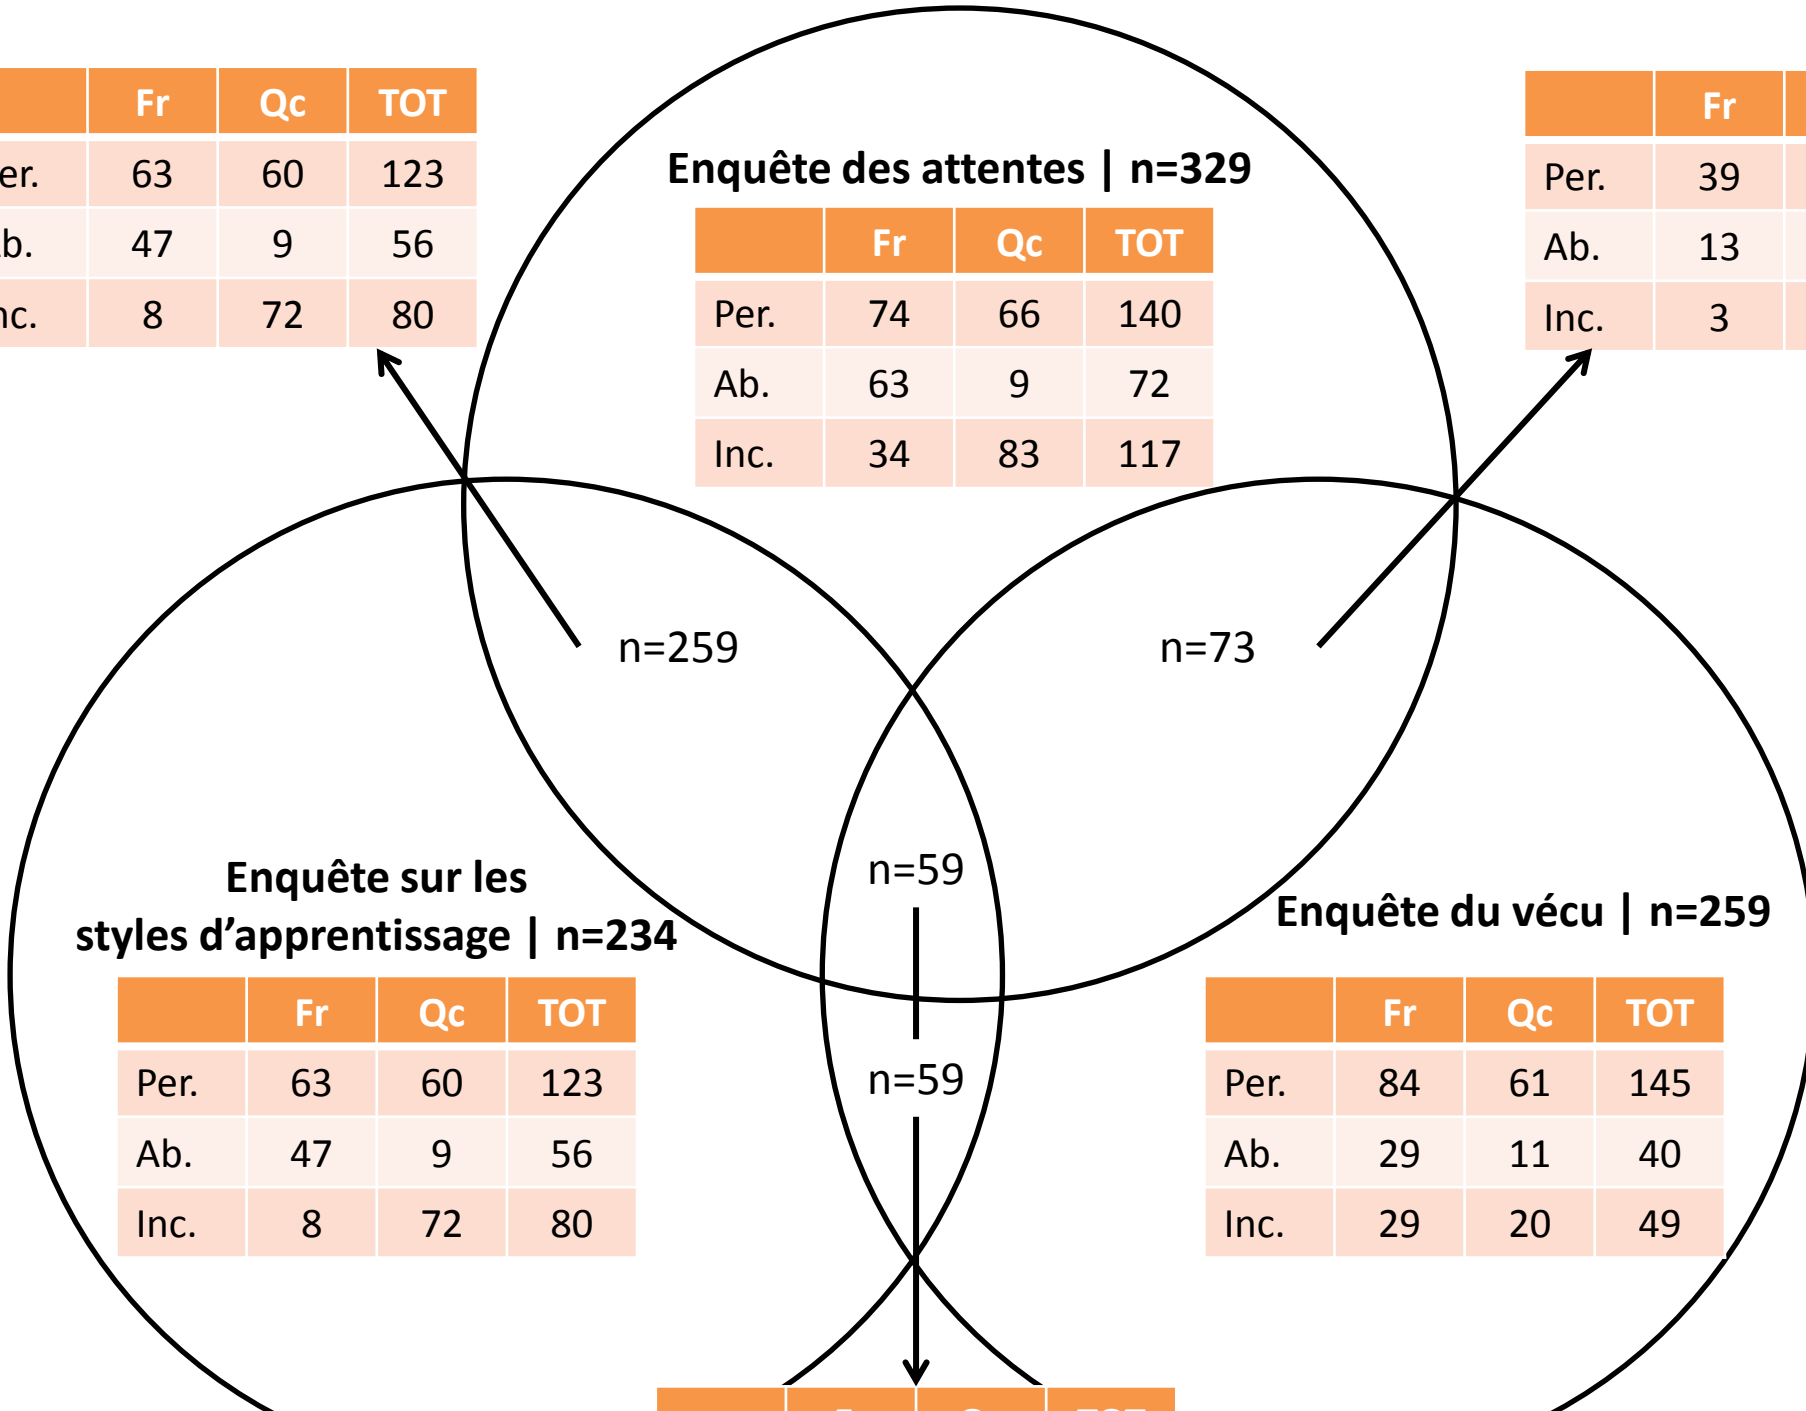 Fr Qc TOT
er. 63 60 123
b. 47 9 56
nc. 8 72 80
Enquête des attentes | n=329
Fr Qc TOT
Per. 74 66 140
Ab. 63 9 72
Inc. 34 83 117
Fr
Per. 39
Ab. 13
Inc. 3
n=259
n=73
n=59
n=59
Enquête sur les
styles d’apprentissage | n=234
Fr Qc TOT
Per. 63 60 123
Ab. 47 9 56
Inc. 8 72 80
Enquête du vécu | n=259
Fr Qc TOT
Per. 84 61 145
Ab. 29 11 40
Inc. 29 20 49